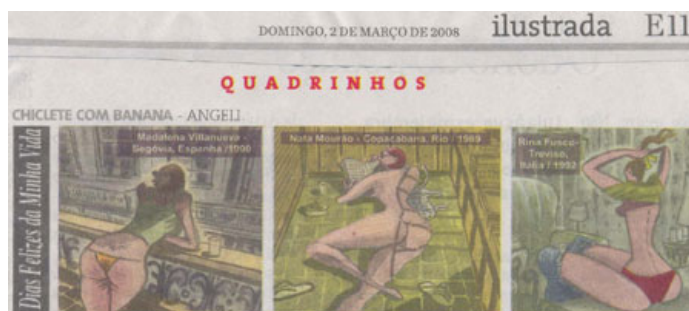 DOMINGO, 2 DE MARÇO DE 2008 ilustrada E11
QUADRINHOS
CHICLETE COM BANANA - ANGELI
Dias Felizes da Minha Vida
Madalena Villanueva -
Segóvia, Espanha /1990
Nota Mourão - Copacabana, Rio / 1989
Rina Fusco-
Treviso,
Itália / 1992